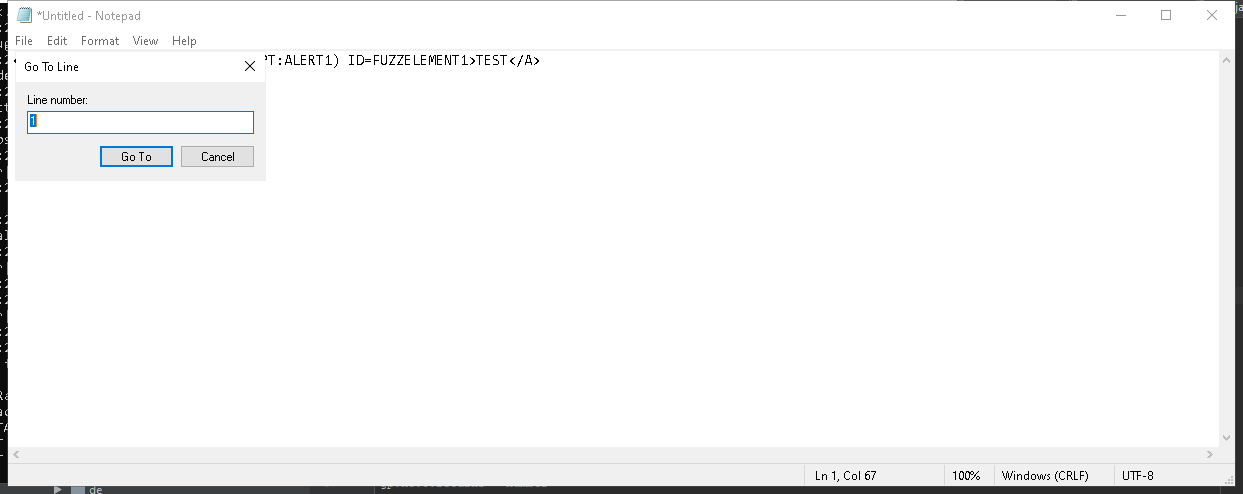 *Untitled - Notepad
File Edit Format View Help
PT:ALERT1) ID=FUZZELEMENT1>TEST</A>
Go To Line
Line number:
1
Go To Cancel
Ln 1, Col 67 100% Windows (CRLF) UTF-8
de